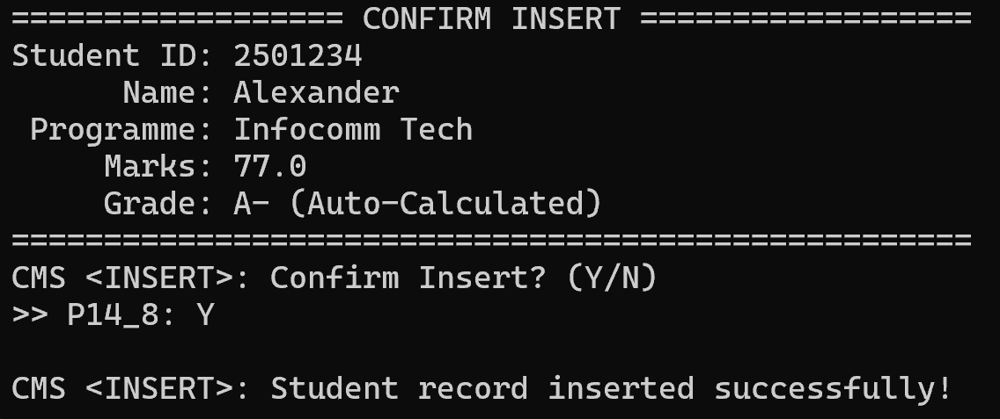 ================== CONFIRM INSERT ==================
Student ID: 2501234
      Name: Alexander
 Programme: Infocomm Tech
     Marks: 77.0
     Grade: A- (Auto-Calculated)
====================================================
CMS <INSERT>: Confirm Insert? (Y/N)
>> P14_8: Y

CMS <INSERT>: Student record inserted successfully!